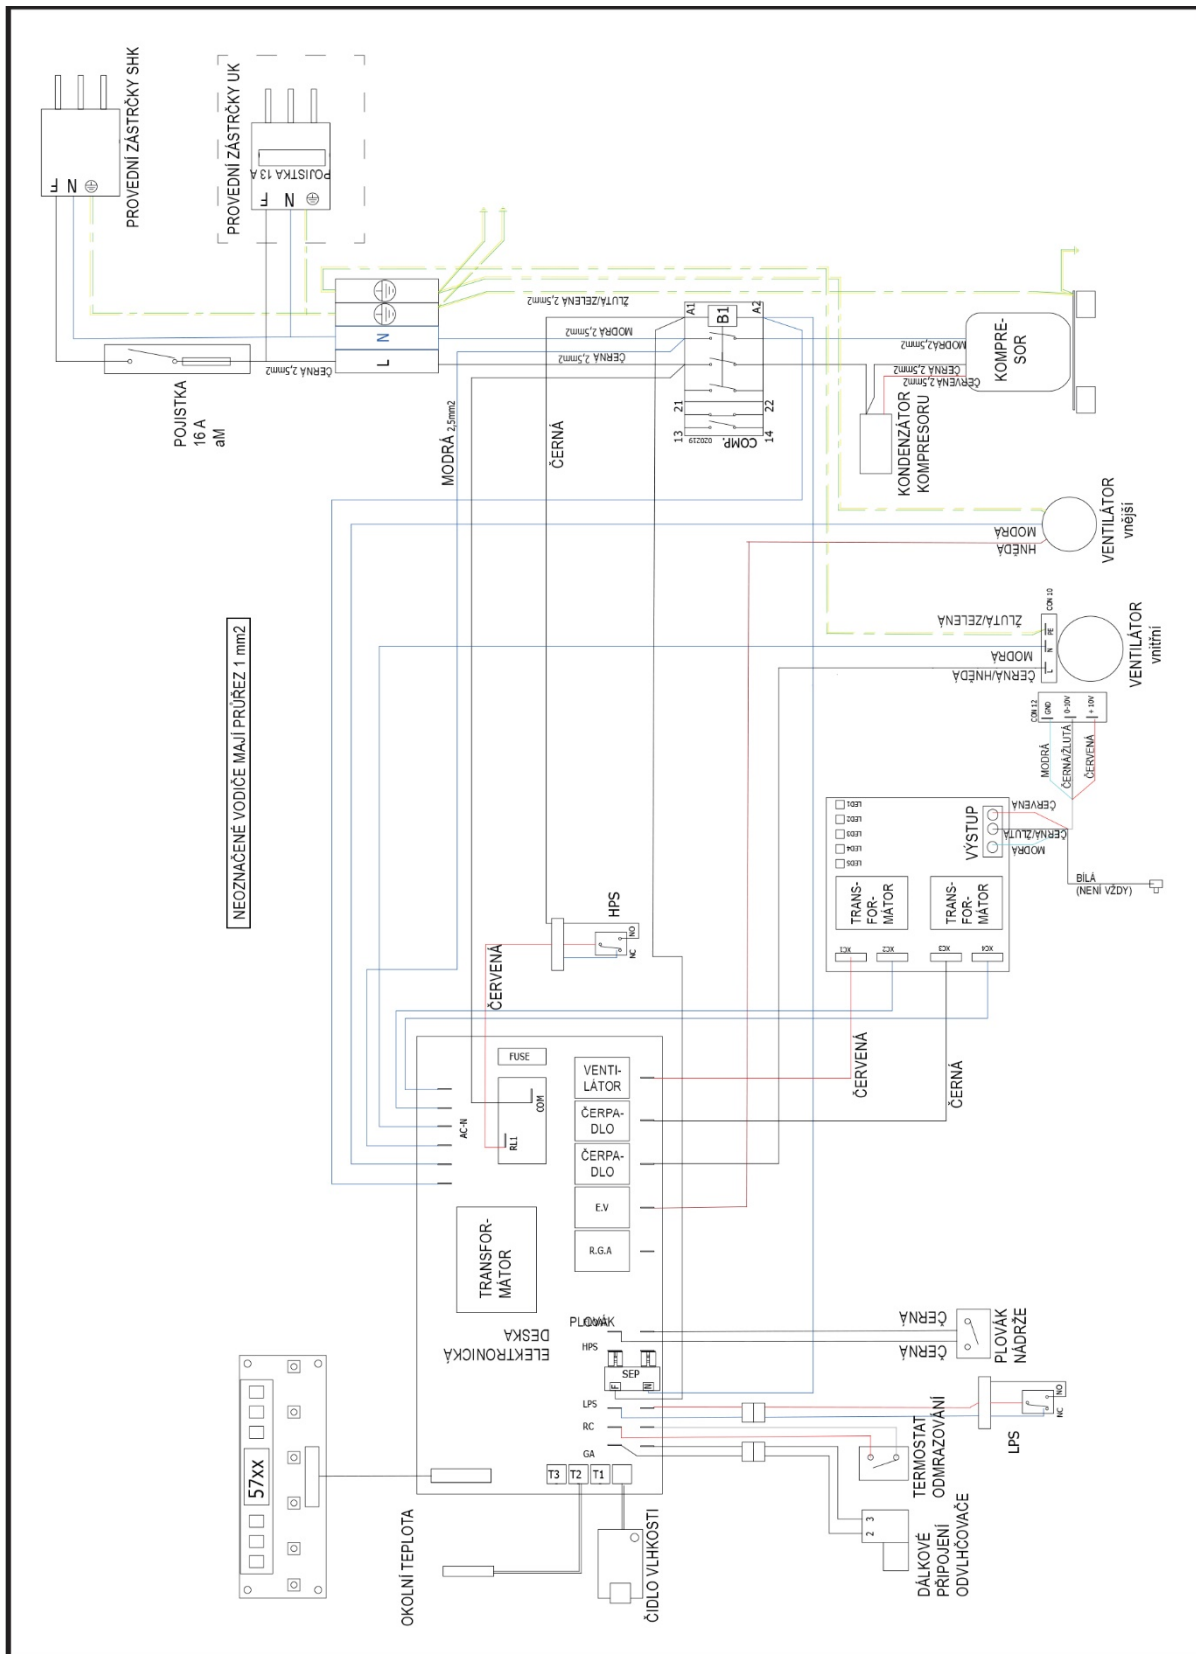 PROVEDNÍ ZÁSTRČKY SHK
F
N
PROVEDNÍ ZÁSTRČKY UK
POJISTKA 13 A
F
N
POJISTKA
16 A
aM
ČERNÁ 2,5mm2
L
N
ŽLUTÁ/ZELENÁ 2,5mm2
MODRÁ 2,5mm2
ČERNÁ 2,5mm2
MODRÁ 2,5mm2
ČERNÁ
A1
B1
A2
21
22
13
14
020219
COMP.
MODRÁ2,5mm2
ČERNÁ 2,5mm2
ČERVENÁ 2,5mm2
KOMPRE-
SOR
KONDENZÁTOR
KOMPRESORU
MODRÁ
HNĚDÁ
VENTILÁTOR
vnější
NEOZNAČENÉ VODIČE MAJÍ PRŮŘEZ 1 mm2
ŽLUTÁ/ZELENÁ
MODRÁ
ČERNÁ/HNĚDÁ
CON 10
PE
N
L
VENTILÁTOR
vnitřní
CON 12
GND
0-10V
+ 10V
MODRÁ
ČERNÁ/ŽLUTÁ
ČERVENÁ
LED1
LED2
LED3
LED4
LED5
VÝSTUP
ČERVENÁ
ČERNÁ/ŽLUTÁ
MODRÁ
BÍLÁ
(NENÍ VŽDY)
TRANS-
FOR-
MÁTOR
TRANS-
FOR-
MÁTOR
XC1
XC2
XC3
XC4
HPS
NO
NC
ČERVENÁ
ČERVENÁ
ČERNÁ
FUSE
COM
RL1
AC-N
VENTI-
LÁTOR
ČERPA-
DLO
ČERPA-
DLO
E.V
R.G.A
TRANSFOR-
MÁTOR
ELEKTRONICKÁ
DESKA
PLOVÁK
HPS
SEP
F
N
LPS
RC
GA
T3
T2
T1
ČERNÁ
ČERNÁ
PLOVÁK
NÁDRŽE
NO
NC
LPS
TERMOSTAT
ODMRAZOVÁNÍ
2
3
DÁLKOVÉ
PŘIPOJENÍ
ODVLHČOVAČE
57xx
OKOLNÍ TEPLOTA
ČIDLO VLHKOSTI